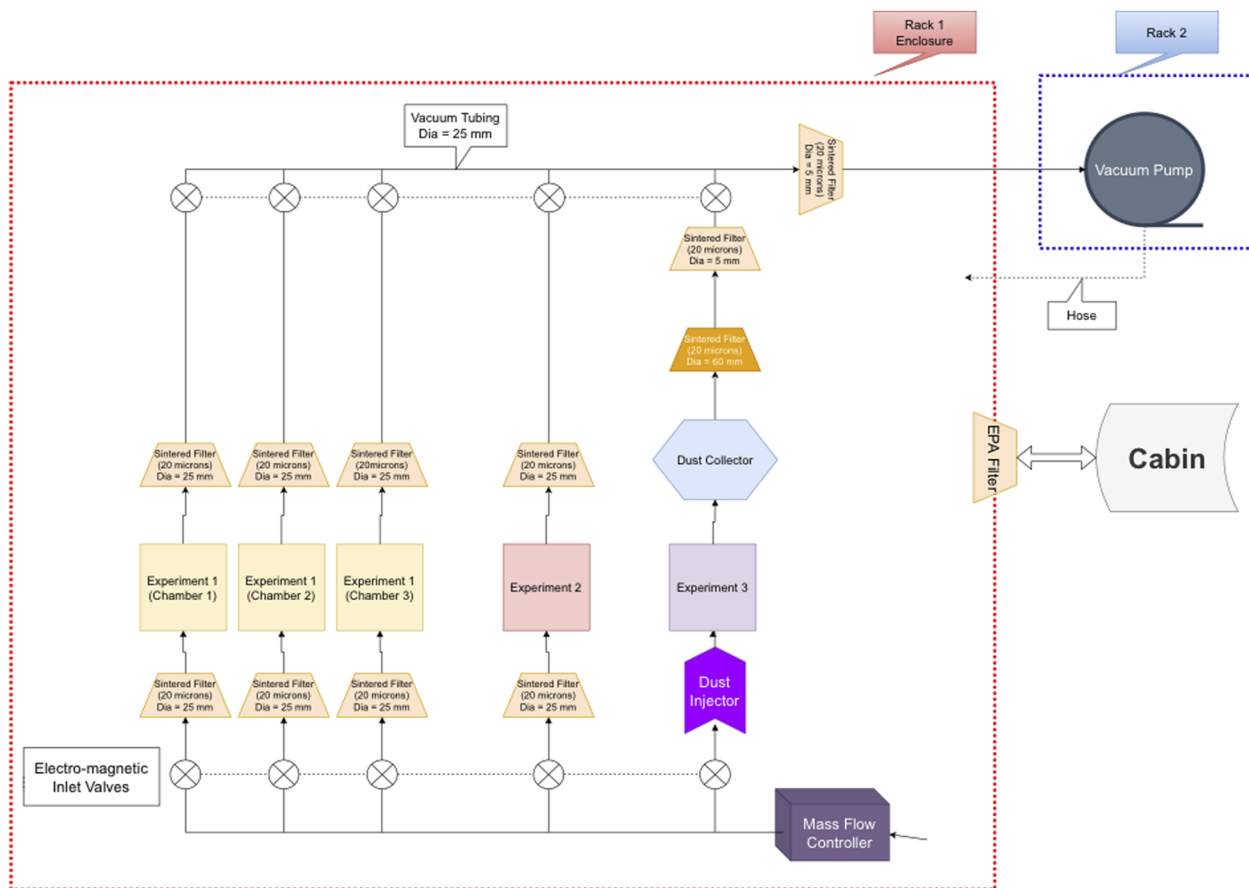 Rack 1
Enclosure
Rack 2
Vacuum Tubing
Dia = 25 mm
Sintered Filter
(20 microns)
Dia = 5 mm
Vacuum Pump
Sintered Filter
(20 microns)
Dia = 5 mm
Hose
Sintered Filter
(20 microns)
Dia = 60 mm
Sintered Filter
(20 microns)
Dia = 25 mm
Sintered Filter
(20 microns)
Dia = 25 mm
Sintered Filter
(20microns)
Dia = 25 mm
Sintered Filter
(20 microns)
Dia = 25 mm
Dust Collector
EPA Filter
Cabin
Experiment 1
(Chamber 1)
Experiment 1
(Chamber 2)
Experiment 1
(Chamber 3)
Experiment 2
Experiment 3
Sintered Filter
(20 microns)
Dia = 25 mm
Sintered Filter
(20 microns)
Dia = 25 mm
Sintered Filter
(20 microns)
Dia = 25 mm
Sintered Filter
(20 microns)
Dia = 25 mm
Dust
Injector
Electro-magnetic
Inlet Valves
Mass Flow
Controller